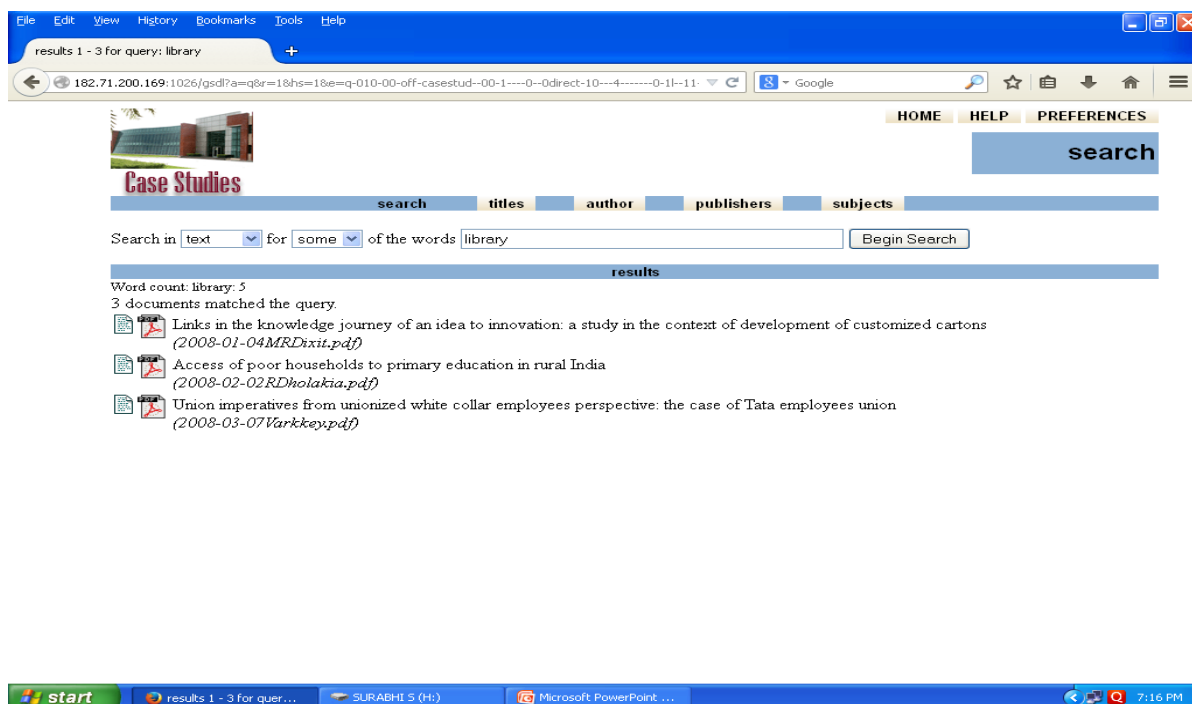 File Edit View History Bookmarks Tools Help
results 1 - 3 for query: library
182.71.200.169:1026/gsdl?a=q&r=1&hs=1&e=q-010-00-off-casestud--00-1----0--0direct-10---4-------0-1l--11- Google
HOME HELP PREFERENCES
search
Case Studies
search titles author publishers subjects
Search in text for some of the words library Begin Search
results
Word count: library: 5
3 documents matched the query.
Links in the knowledge journey of an idea to innovation: a study in the context of development of customized cartons
(2008-01-04MRDixit.pdf)
Access of poor households to primary education in rural India
(2008-02-02RDholakia.pdf)
Union imperatives from unionized white collar employees perspective: the case of Tata employees union
(2008-03-07Varkkey.pdf)
start results 1 - 3 for quer... SURABHI S (H:) Microsoft PowerPoint ... 7:16 PM